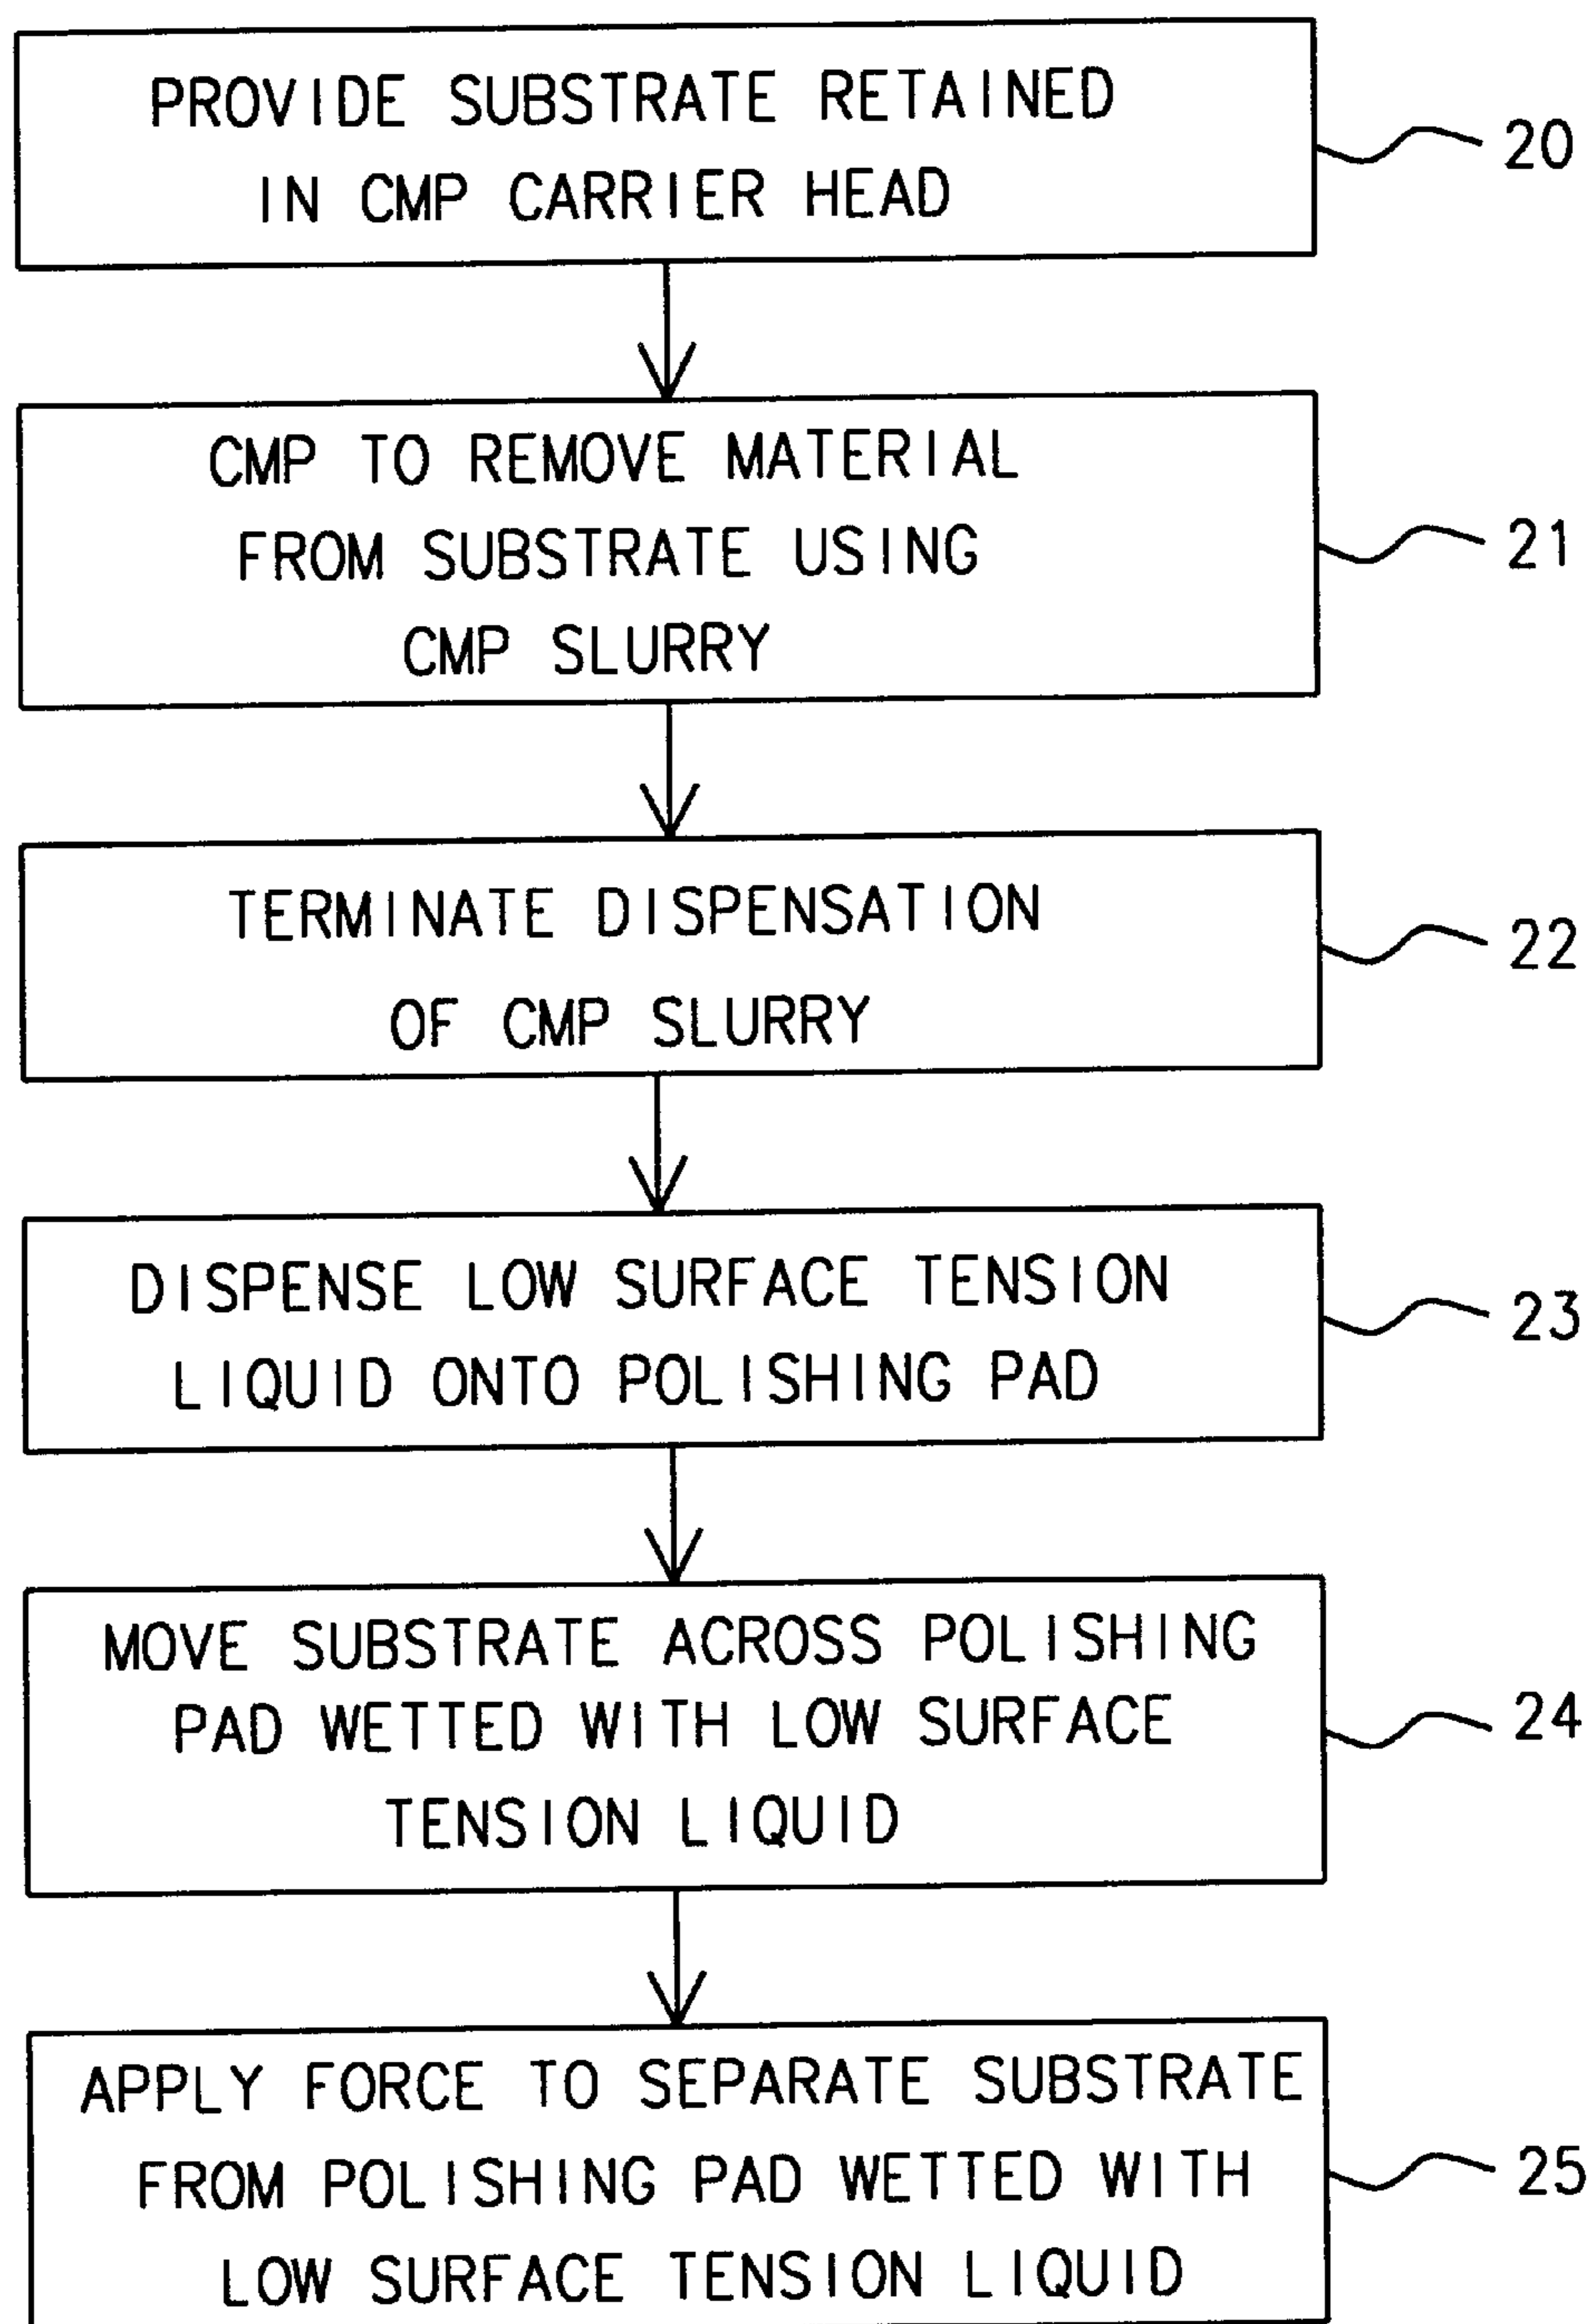 PROVIDE SUBSTRATE RETAINED
IN CMP CARRIER HEAD
20
CMP TO REMOVE MATERIAL
FROM SUBSTRATE USING
CMP SLURRY
21
TERMINATE DISPENSATION
OF CMP SLURRY
22
DISPENSE LOW SURFACE TENSION
LIQUID ONTO POLISHING PAD
23
MOVE SUBSTRATE ACROSS POLISHING
PAD WETTED WITH LOW SURFACE
TENSION LIQUID
24
APPLY FORCE TO SEPARATE SUBSTRATE
FROM POLISHING PAD WETTED WITH
LOW SURFACE TENSION LIQUID
25